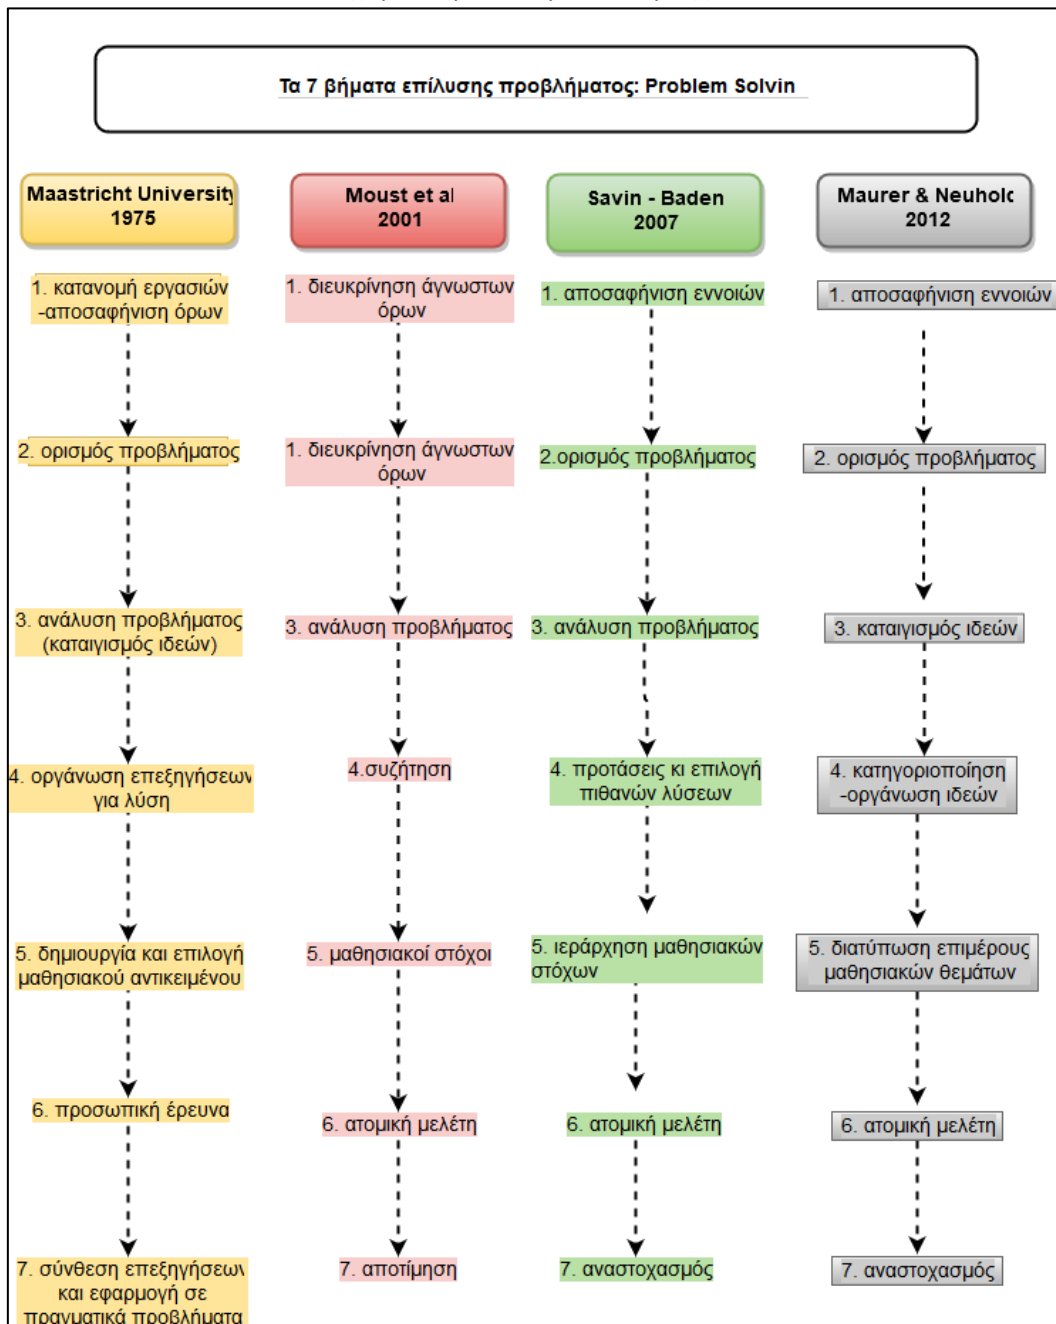 Τα 7 βήματα επίλυσης προβλήματος: Problem Solvin
Maastricht University
1975
1. κατανομή εργασιών
-αποσαφήνιση όρων
2. ορισμός προβλήματος
3. ανάλυση προβλήματος
(καταιγισμός ιδεών)
4. οργάνωση επεξηγήσεων
για λύση
5. δημιουργία και επιλογή
μαθησιακού αντικειμένου
6. προσωπική έρευνα
7. σύνθεση επεξηγήσεων
και εφαρμογή σε
πραγματικά προβλήματα
Moust et al
2001
1. διευκρίνηση άγνωστων
όρων
1. διευκρίνηση άγνωστων
όρων
3. ανάλυση προβλήματος
4.συζήτηση
5. μαθησιακοί στόχοι
6. ατομική μελέτη
7. αποτίμηση
Savin - Baden
2007
1. αποσαφήνιση εννοιών
2.ορισμός προβλήματος
3. ανάλυση προβλήματος
4. προτάσεις κι επιλογή
πιθανών λύσεων
5. ιεράρχηση μαθησιακών
στόχων
6. ατομική μελέτη
7. αναστοχασμός
Maurer & Neuhold
2012
1. αποσαφήνιση εννοιών
2. ορισμός προβλήματος
3. καταιγισμός ιδεών
4. κατηγοριοποίηση
-οργάνωση ιδεών
5. διατύπωση επιμέρους
μαθησιακών θεμάτων
6. ατομική μελέτη
7. αναστοχασμός